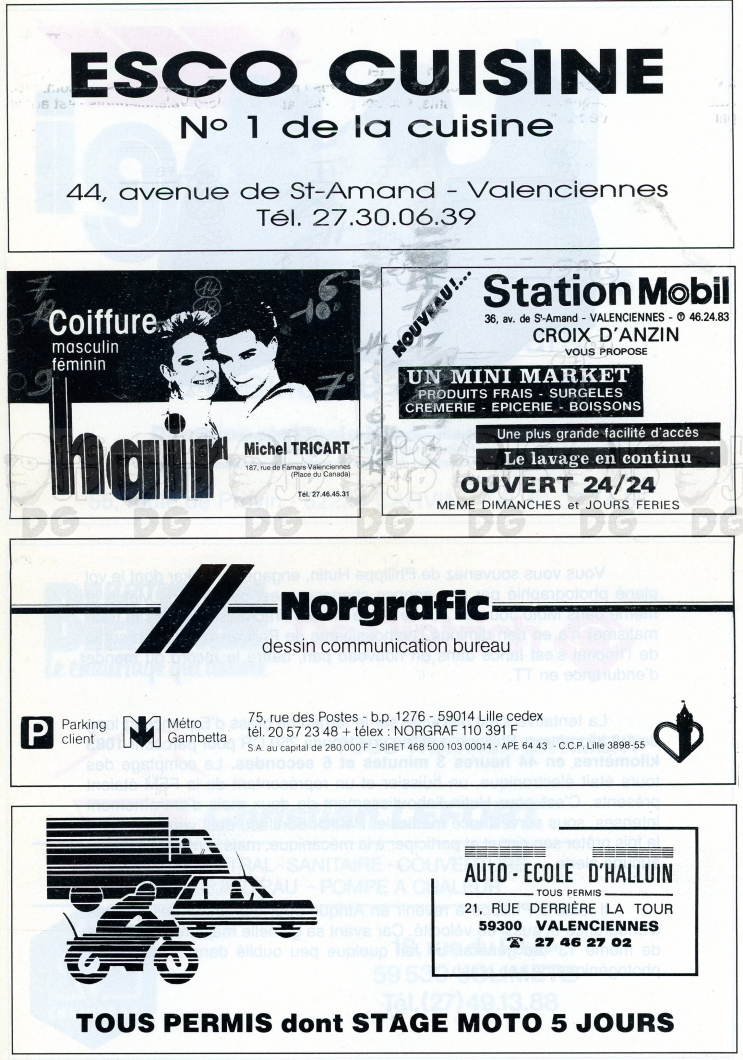 ESCO CUISINE
Nº 1 de la cuisine
44, avenue de St-Amand - Valenciennes
Tél. 27.30.06.39
Coiffure
masculin
féminin
hair
Michel TRICART
187, rue de Famars Valenciennes
(Place du Canada)
Tél. 27.46.45.31
NOUVEAU!...
Station Mobil
36, av. de St-Amand - VALENCIENNES - ✆ 46.24.83
CROIX D'ANZIN
VOUS PROPOSE
UN MINI MARKET
PRODUITS FRAIS - SURGELES
CREMERIE - EPICERIE - BOISSONS
Une plus grande facilité d'accès
Le lavage en continu
OUVERT 24/24
MEME DIMANCHES et JOURS FERIES
JP
DG
Norgrafic
dessin communication bureau
P Parking
client
Métro
Gambetta
75, rue des Postes - b.p. 1276 - 59014 Lille cedex
tél. 20 57 23 48 + télex : NORGRAF 110 391 F
S.A. au capital de 280.000 F - SIRET 468 500 103 00014 - APE 64 43 - C.C.P. Lille 3898-55
AUTO - ECOLE D'HALLUIN
TOUS PERMIS
21, RUE DERRIÈRE LA TOUR
59300 VALENCIENNES
☎ 27 46 27 02
TOUS PERMIS dont STAGE MOTO 5 JOURS